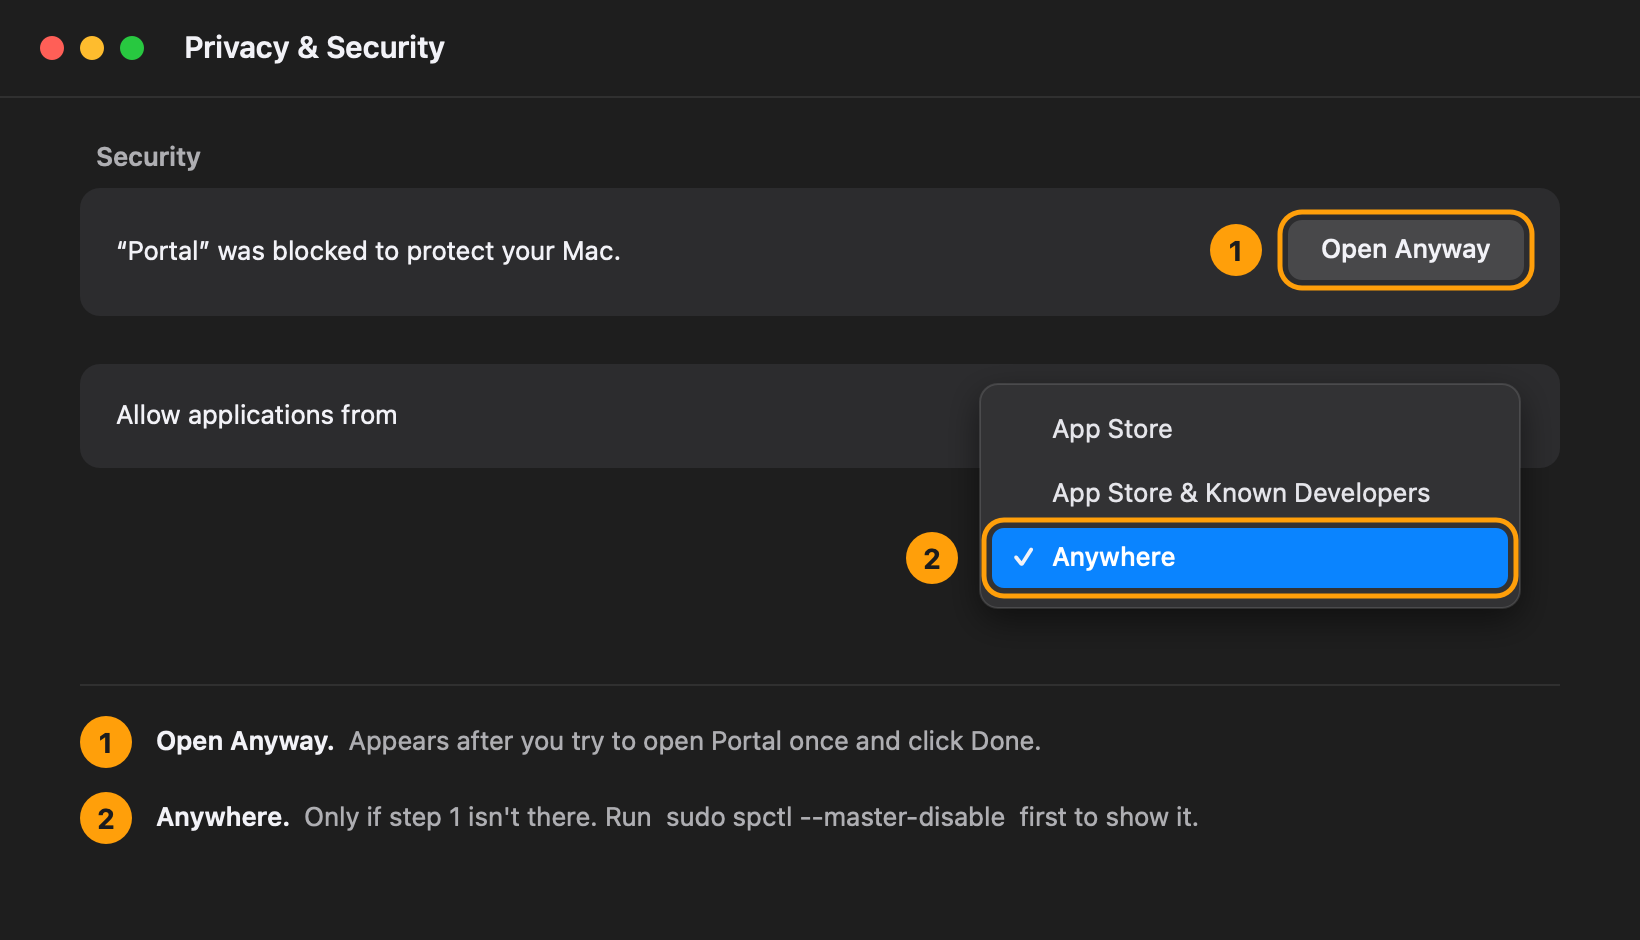 Privacy & Security
Security
“Portal” was blocked to protect your Mac.
1
Open Anyway
Allow applications from
App Store
App Store & Known Developers
2
✓ Anywhere
1 Open Anyway. Appears after you try to open Portal once and click Done.
2 Anywhere. Only if step 1 isn't there. Run sudo spctl --master-disable first to show it.